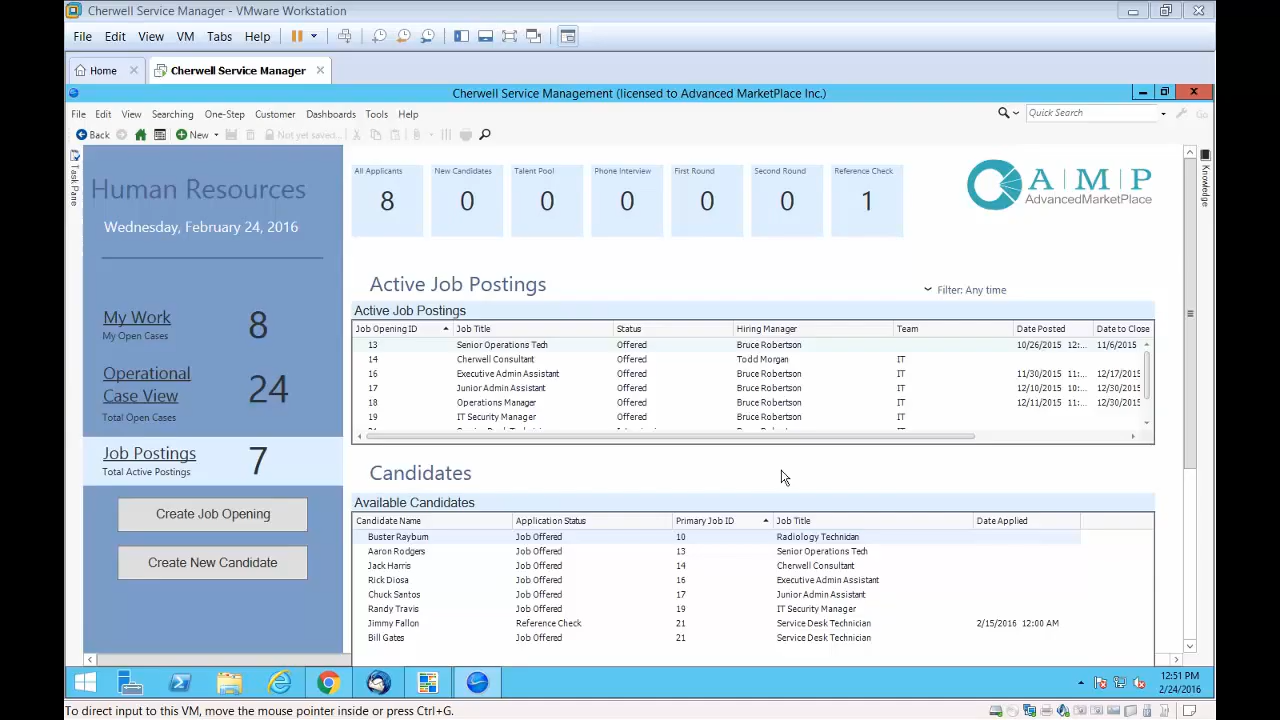 Cherwell Service Manager - VMware Workstation
File Edit View VM Tabs Help
Home Cherwell Service Manager
Cherwell Service Management (licensed to Advanced MarketPlace Inc.)
File Edit View Searching One-Step Customer Dashboards Tools Help Quick Search Go
Back New Not yet saved...
Task Pane
Knowledge
Human Resources
Wednesday, February 24, 2016
My Work 8
My Open Cases
Operational
Case View 24
Total Open Cases
Job Postings 7
Total Active Postings
Create Job Opening
Create New Candidate
All Applicants New Candidates Talent Pool Phone Interview First Round Second Round Reference Check
8 0 0 0 0 0 1
A|M|P
AdvancedMarketPlace
Active Job Postings
Filter: Any time
Active Job Postings
Job Opening ID Job Title Status Hiring Manager Team Date Posted Date to Close
13 Senior Operations Tech Offered Bruce Robertson 10/26/2015 12:... 11/6/2015
14 Cherwell Consultant Offered Todd Morgan IT
16 Executive Admin Assistant Offered Bruce Robertson IT 11/30/2015 11:... 12/17/2015
17 Junior Admin Assistant Offered Bruce Robertson IT 12/10/2015 10:... 12/30/2015
18 Operations Manager Offered Bruce Robertson IT 12/11/2015 11:... 12/30/2015
19 IT Security Manager Offered Bruce Robertson IT
Candidates
Available Candidates
Candidate Name Application Status Primary Job ID Job Title Date Applied
Buster Rayburn Job Offered 10 Radiology Technician
Aaron Rodgers Job Offered 13 Senior Operations Tech
Jack Harris Job Offered 14 Cherwell Consultant
Rick Diosa Job Offered 16 Executive Admin Assistant
Chuck Santos Job Offered 17 Junior Admin Assistant
Randy Travis Job Offered 19 IT Security Manager
Jimmy Fallon Reference Check 21 Service Desk Technician 2/15/2016 12:00 AM
Bill Gates Job Offered 21 Service Desk Technician
12:51 PM
2/24/2016
To direct input to this VM, move the mouse pointer inside or press Ctrl+G.